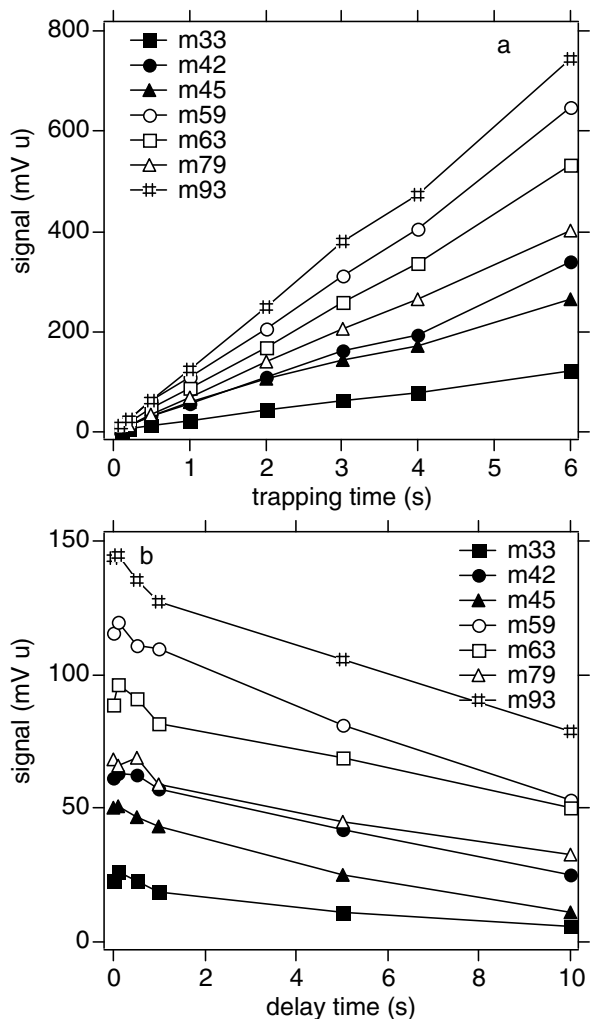 800
600
400
200
0
signal (mV u)
a
m33
m42
m45
m59
m63
m79
m93
0 1 2 3 4 5 6
trapping time (s)
150
100
50
0
signal (mV u)
b
m33
m42
m45
m59
m63
m79
m93
0 2 4 6 8 10
delay time (s)